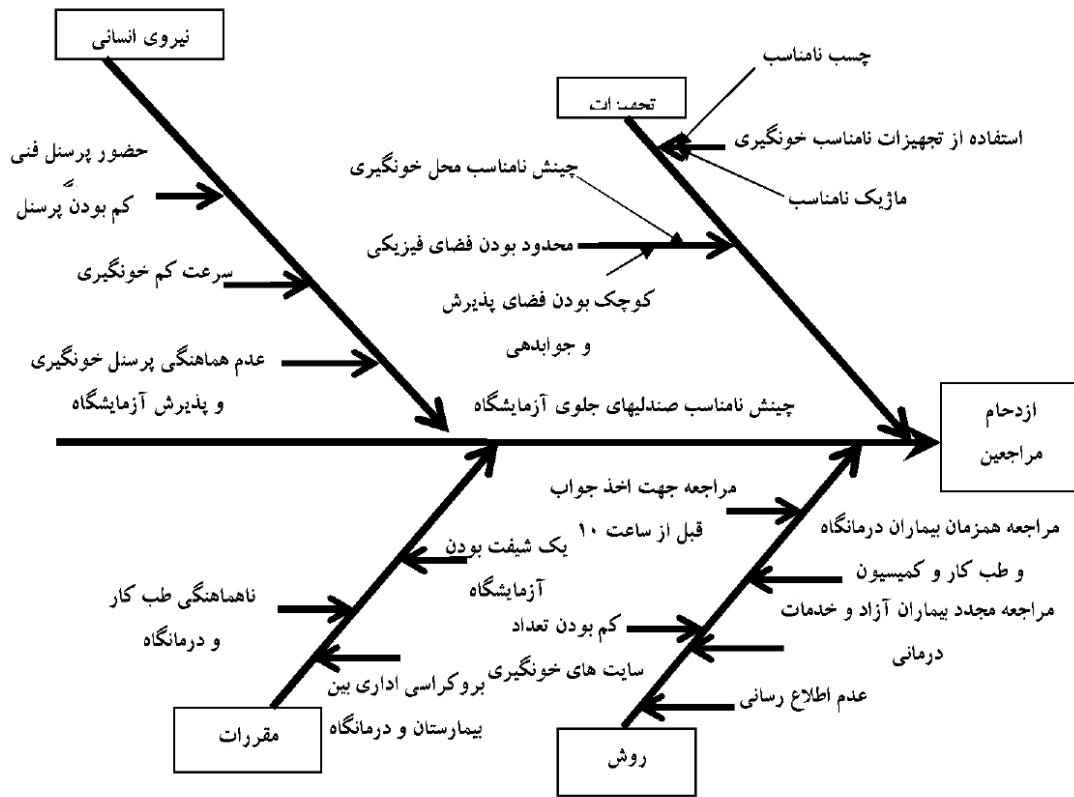 نیروی انسانی
حضور پرسنل فنی
کم بودن پرسنل
سرعت کم خونگیری
عدم هماهنگی پرسنل خونگیری
و پذیرش آزمایشگاه
تجهیزات
چسب نامناسب
استفاده از تجهیزات نامناسب خونگیری
ماژیک نامناسب
چینش نامناسب محل خونگیری
محدود بودن فضای فیزیکی
کوچک بودن فضای پذیرش
و جوابدهی
چینش نامناسب صندلیهای جلوی آزمایشگاه
ازدحام
مراجعین
مراجعه جهت اخذ جواب
قبل از ساعت ۱۰
مراجعه همزمان بیماران درمانگاه
و طب کار و کمیسیون
مراجعه مجدد بیماران آزاد و خدمات
درمانی
کم بودن تعداد
سایت های خونگیری
عدم اطلاع رسانی
روش
یک شیفت بودن
آزمایشگاه
ناهماهنگی طب کار
و درمانگاه
بروکراسی اداری بین
بیمارستان و درمانگاه
مقررات